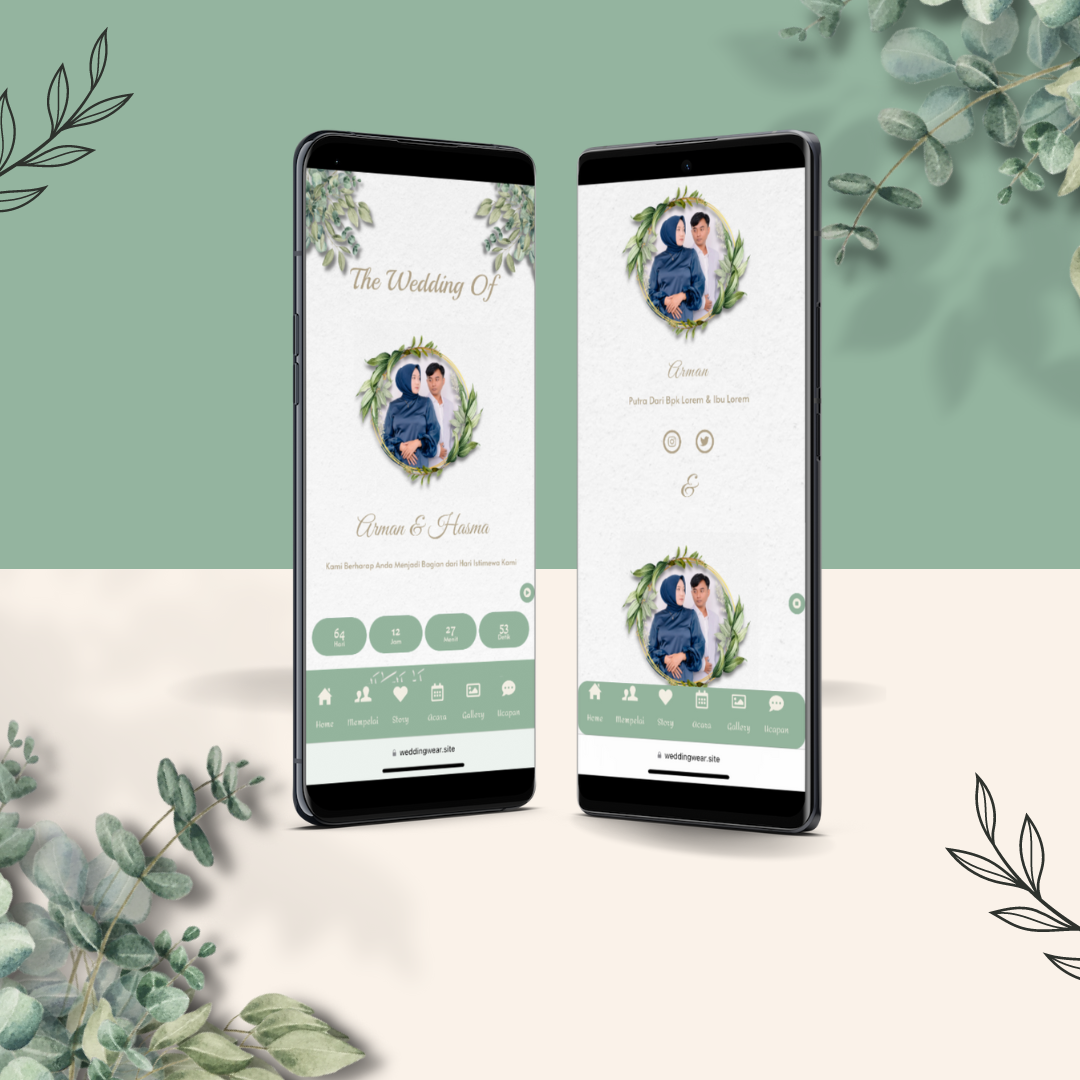 The Wedding Of
Arman & Hasma
Kami Berharap Anda Menjadi Bagian dari Hari Istimewa Kami
64 12 27 53
Hari Jam Menit Detik
Home Mempelai Story Acara Gallery Ucapan
weddingwear.site
Arman
Putra Dari Bpk Lorem & Ibu Lorem
&
Home Mempelai Story Acara Gallery Ucapan
weddingwear.site